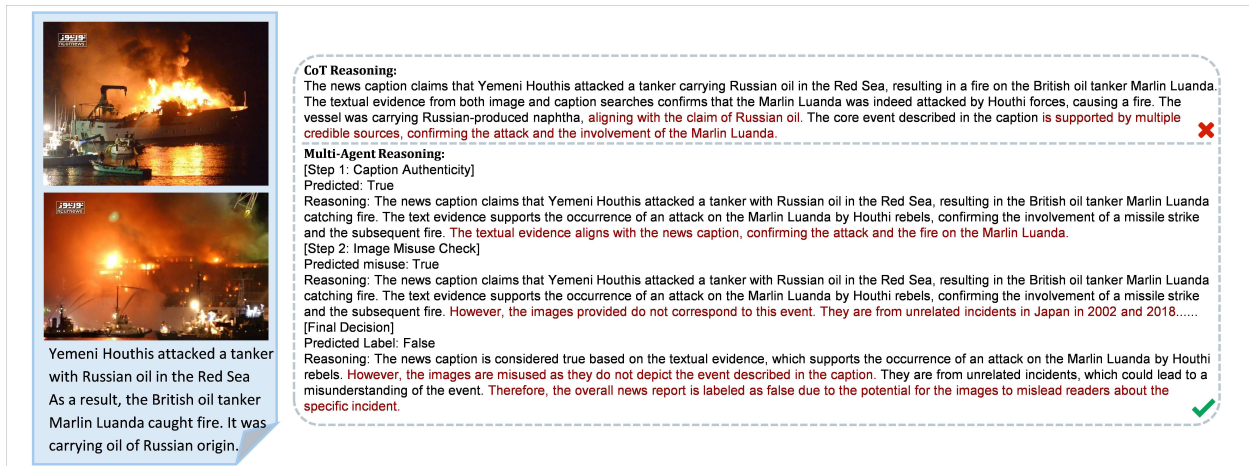 نورنیوز
nournews
نورنیوز
nournews
Yemeni Houthis attacked a tanker
with Russian oil in the Red Sea
As a result, the British oil tanker
Marlin Luanda caught fire. It was
carrying oil of Russian origin.
CoT Reasoning:
The news caption claims that Yemeni Houthis attacked a tanker carrying Russian oil in the Red Sea, resulting in a fire on the British oil tanker Marlin Luanda.
The textual evidence from both image and caption searches confirms that the Marlin Luanda was indeed attacked by Houthi forces, causing a fire. The
vessel was carrying Russian-produced naphtha, aligning with the claim of Russian oil. The core event described in the caption is supported by multiple
credible sources, confirming the attack and the involvement of the Marlin Luanda.
Multi-Agent Reasoning:
[Step 1: Caption Authenticity]
Predicted: True
Reasoning: The news caption claims that Yemeni Houthis attacked a tanker with Russian oil in the Red Sea, resulting in the British oil tanker Marlin Luanda
catching fire. The text evidence supports the occurrence of an attack on the Marlin Luanda by Houthi rebels, confirming the involvement of a missile strike
and the subsequent fire. The textual evidence aligns with the news caption, confirming the attack and the fire on the Marlin Luanda.
[Step 2: Image Misuse Check]
Predicted misuse: True
Reasoning: The news caption claims that Yemeni Houthis attacked a tanker with Russian oil in the Red Sea, resulting in the British oil tanker Marlin Luanda
catching fire. The text evidence supports the occurrence of an attack on the Marlin Luanda by Houthi rebels, confirming the involvement of a missile strike
and the subsequent fire. However, the images provided do not correspond to this event. They are from unrelated incidents in Japan in 2002 and 2018......
[Final Decision]
Predicted Label: False
Reasoning: The news caption is considered true based on the textual evidence, which supports the occurrence of an attack on the Marlin Luanda by Houthi
rebels. However, the images are misused as they do not depict the event described in the caption. They are from unrelated incidents, which could lead to a
misunderstanding of the event. Therefore, the overall news report is labeled as false due to the potential for the images to mislead readers about the
specific incident.